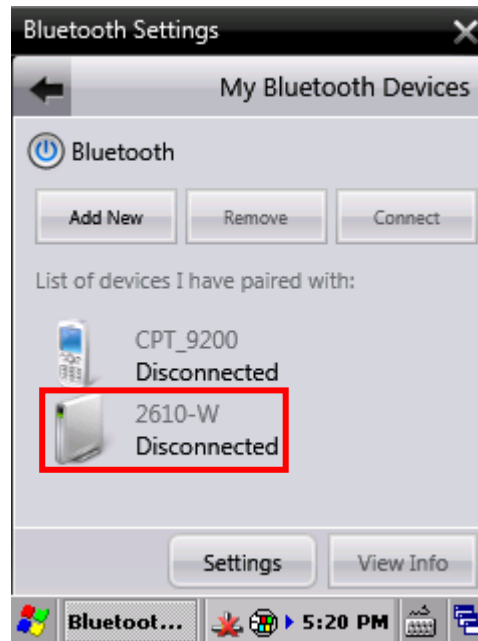 Bluetooth Settings
My Bluetooth Devices
Bluetooth
Add New Remove Connect
List of devices I have paired with:
CPT_9200
Disconnected
2610-W
Disconnected
Settings View Info
Bluetoot... 5:20 PM